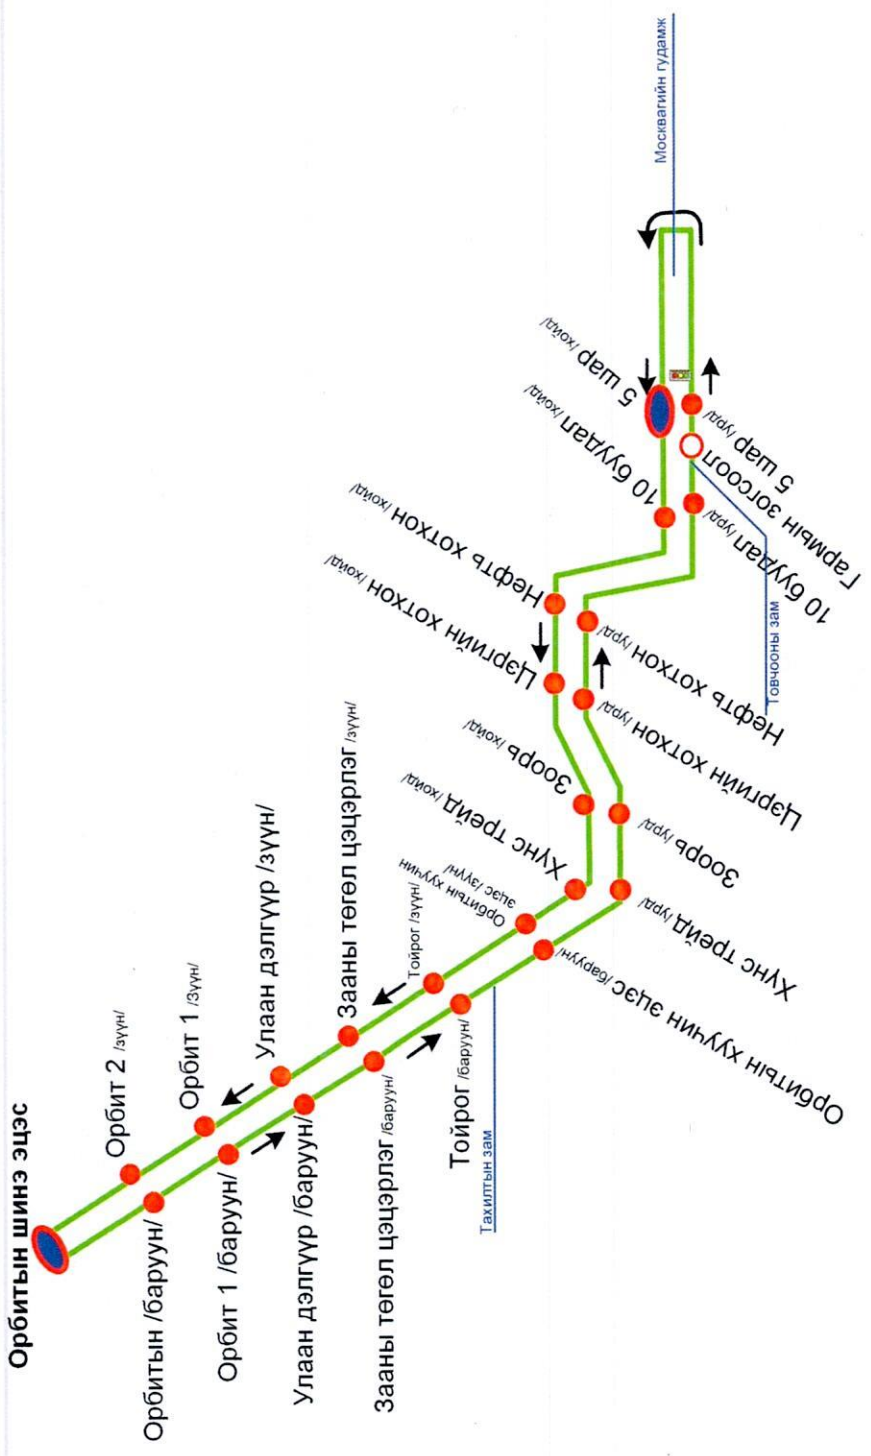 Орбитын шинэ эцэс
Орбит 2 /зүүн/
Орбит 1 /Зүүн/
Улаан дэлгүүр /зүүн/
Зааны төгөл цэцэрлэг /зүүн/
Тойрог /зүүн/
Орбитын хуучин
эцэс /зүүн/
Хүнс трейд /хойд/
Зоорь /хойд/
Цэргийн хотхон /хойд/
Нефть хотхон /хойд/
10 буудал /хойд/
5 шар /хойд/
Москвагийн гудамж
Орбитын /баруун/
Орбит 1 /баруун/
Улаан дэлгүүр /баруун/
Зааны төгөл цэцэрлэг /баруун/
Тойрог /баруун/
Тахилтын зам
Орбитын хуучин эцэс /баруун/
Хүнс трейд /урд/
Зоорь /урд/
Цэргийн хотхон /урд/
Нефть хотхон /урд/
Товчооны зам
10 буудал /урд/
Гармын зогсоол
5 шар /урд/